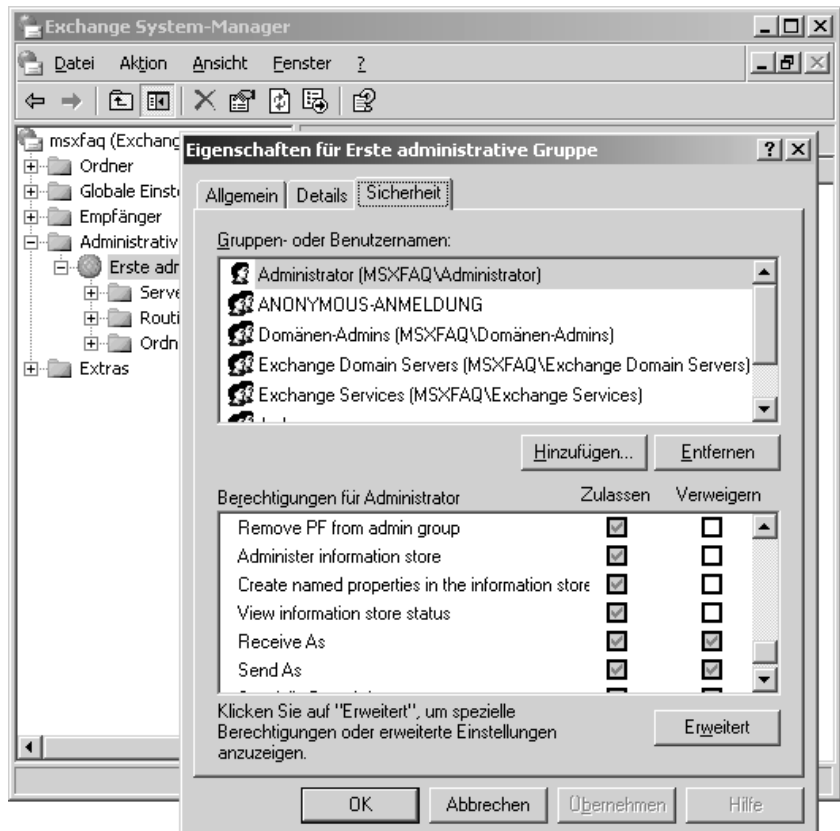 Exchange System-Manager
Datei Aktion Ansicht Fenster ?
msxfaq (Exchang
Ordner
Globale Einst
Empfänger
Administrativ
Erste adr
Serve
Routi
Ordn
Extras
Eigenschaften für Erste administrative Gruppe
Allgemein Details Sicherheit
Gruppen- oder Benutzernamen:
Administrator (MSXFAQ\Administrator)
ANONYMOUS-ANMELDUNG
Domänen-Admins (MSXFAQ\Domänen-Admins)
Exchange Domain Servers (MSXFAQ\Exchange Domain Servers)
Exchange Services (MSXFAQ\Exchange Services)
Hinzufügen... Entfernen
Berechtigungen für Administrator Zulassen Verweigern
Remove PF from admin group
Administer information store
Create named properties in the information store
View information store status
Receive As
Send As
Klicken Sie auf "Erweitert", um spezielle
Berechtigungen oder erweiterte Einstellungen
anzuzeigen.
Erweitert
OK Abbrechen Übernehmen Hilfe